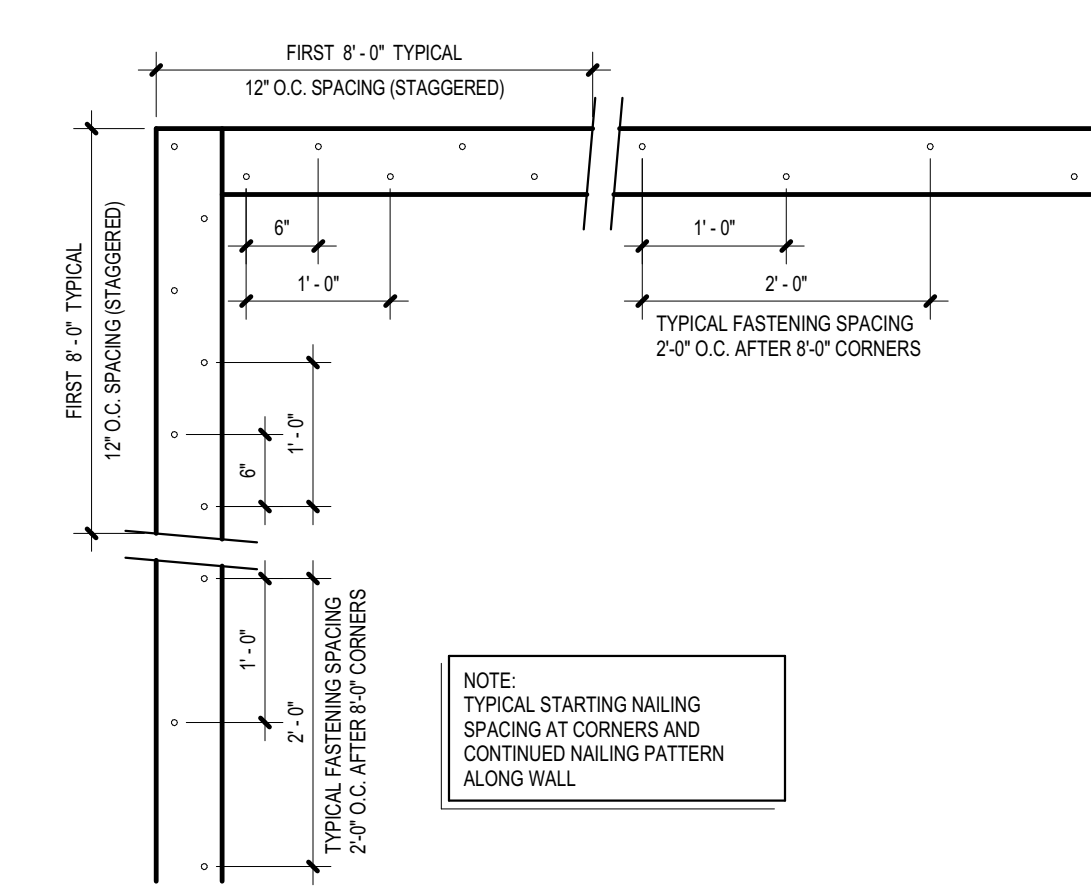 FIRST 8' - 0" TYPICAL
12" O.C. SPACING (STAGGERED)
FIRST 8' - 0" TYPICAL
12" O.C. SPACING (STAGGERED)
6"
1' - 0"
1' - 0"
2' - 0"
TYPICAL FASTENING SPACING
2'-0" O.C. AFTER 8'-0" CORNERS
1' - 0"
6"
1' - 0"
2' - 0"
TYPICAL FASTENING SPACING
2'-0" O.C. AFTER 8'-0" CORNERS
NOTE:
TYPICAL STARTING NAILING
SPACING AT CORNERS AND
CONTINUED NAILING PATTERN
ALONG WALL